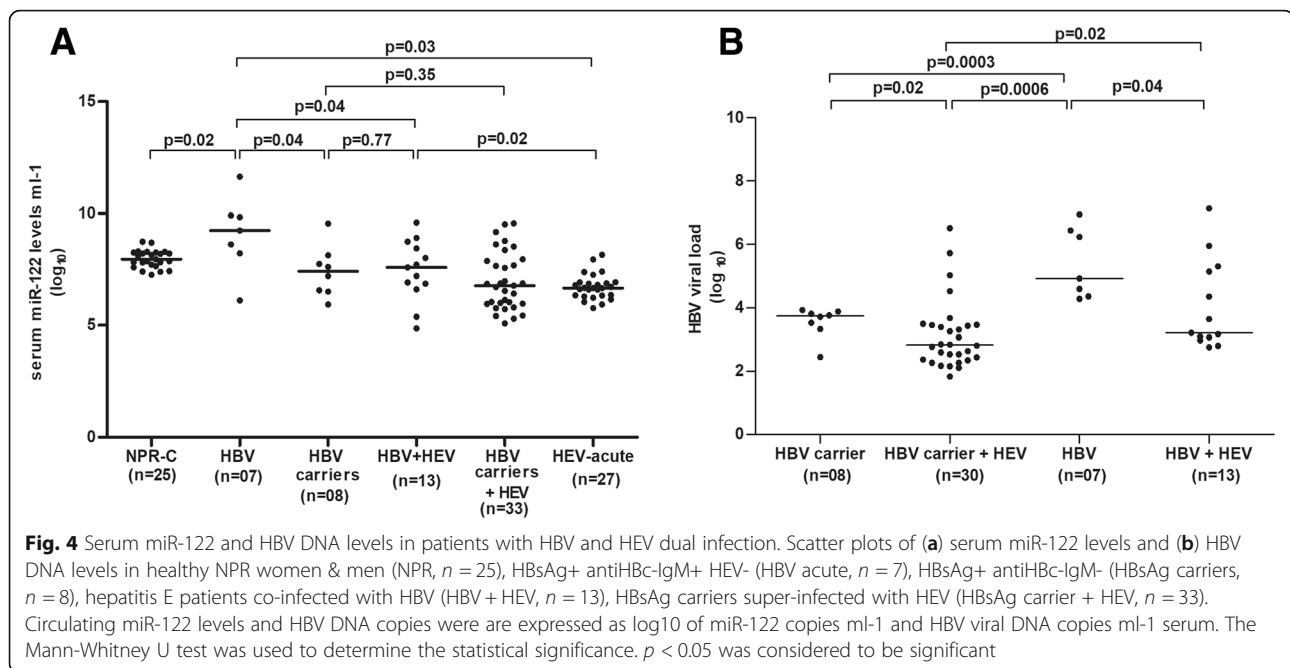 A
p=0.03
p=0.35
p=0.04
p=0.02
p=0.04
p=0.77
p=0.02
serum miR-122 levels ml-1
(log10)
15
10
5
0
NPR-C
(n=25)
HBV
(n=07)
HBV
carriers
(n=08)
HBV+HEV
(n=13)
HBV
carriers
+ HEV
(n=33)
HEV-acute
(n=27)
B
p=0.02
p=0.0003
p=0.02
p=0.0006
p=0.04
HBV viral load
(log 10)
10
8
6
4
2
0
HBV carrier
(n=08)
HBV carrier + HEV
(n=30)
HBV
(n=07)
HBV + HEV
(n=13)
Fig. 4 Serum miR-122 and HBV DNA levels in patients with HBV and HEV dual infection. Scatter plots of (a) serum miR-122 levels and (b) HBV
DNA levels in healthy NPR women & men (NPR, n = 25), HBsAg+ antiHBc-IgM+ HEV- (HBV acute, n = 7), HBsAg+ antiHBc-IgM- (HBsAg carriers,
n = 8), hepatitis E patients co-infected with HBV (HBV + HEV, n = 13), HBsAg carriers super-infected with HEV (HBsAg carrier + HEV, n = 33).
Circulating miR-122 levels and HBV DNA copies were are expressed as log10 of miR-122 copies ml-1 and HBV viral DNA copies ml-1 serum. The
Mann-Whitney U test was used to determine the statistical significance. p < 0.05 was considered to be significant